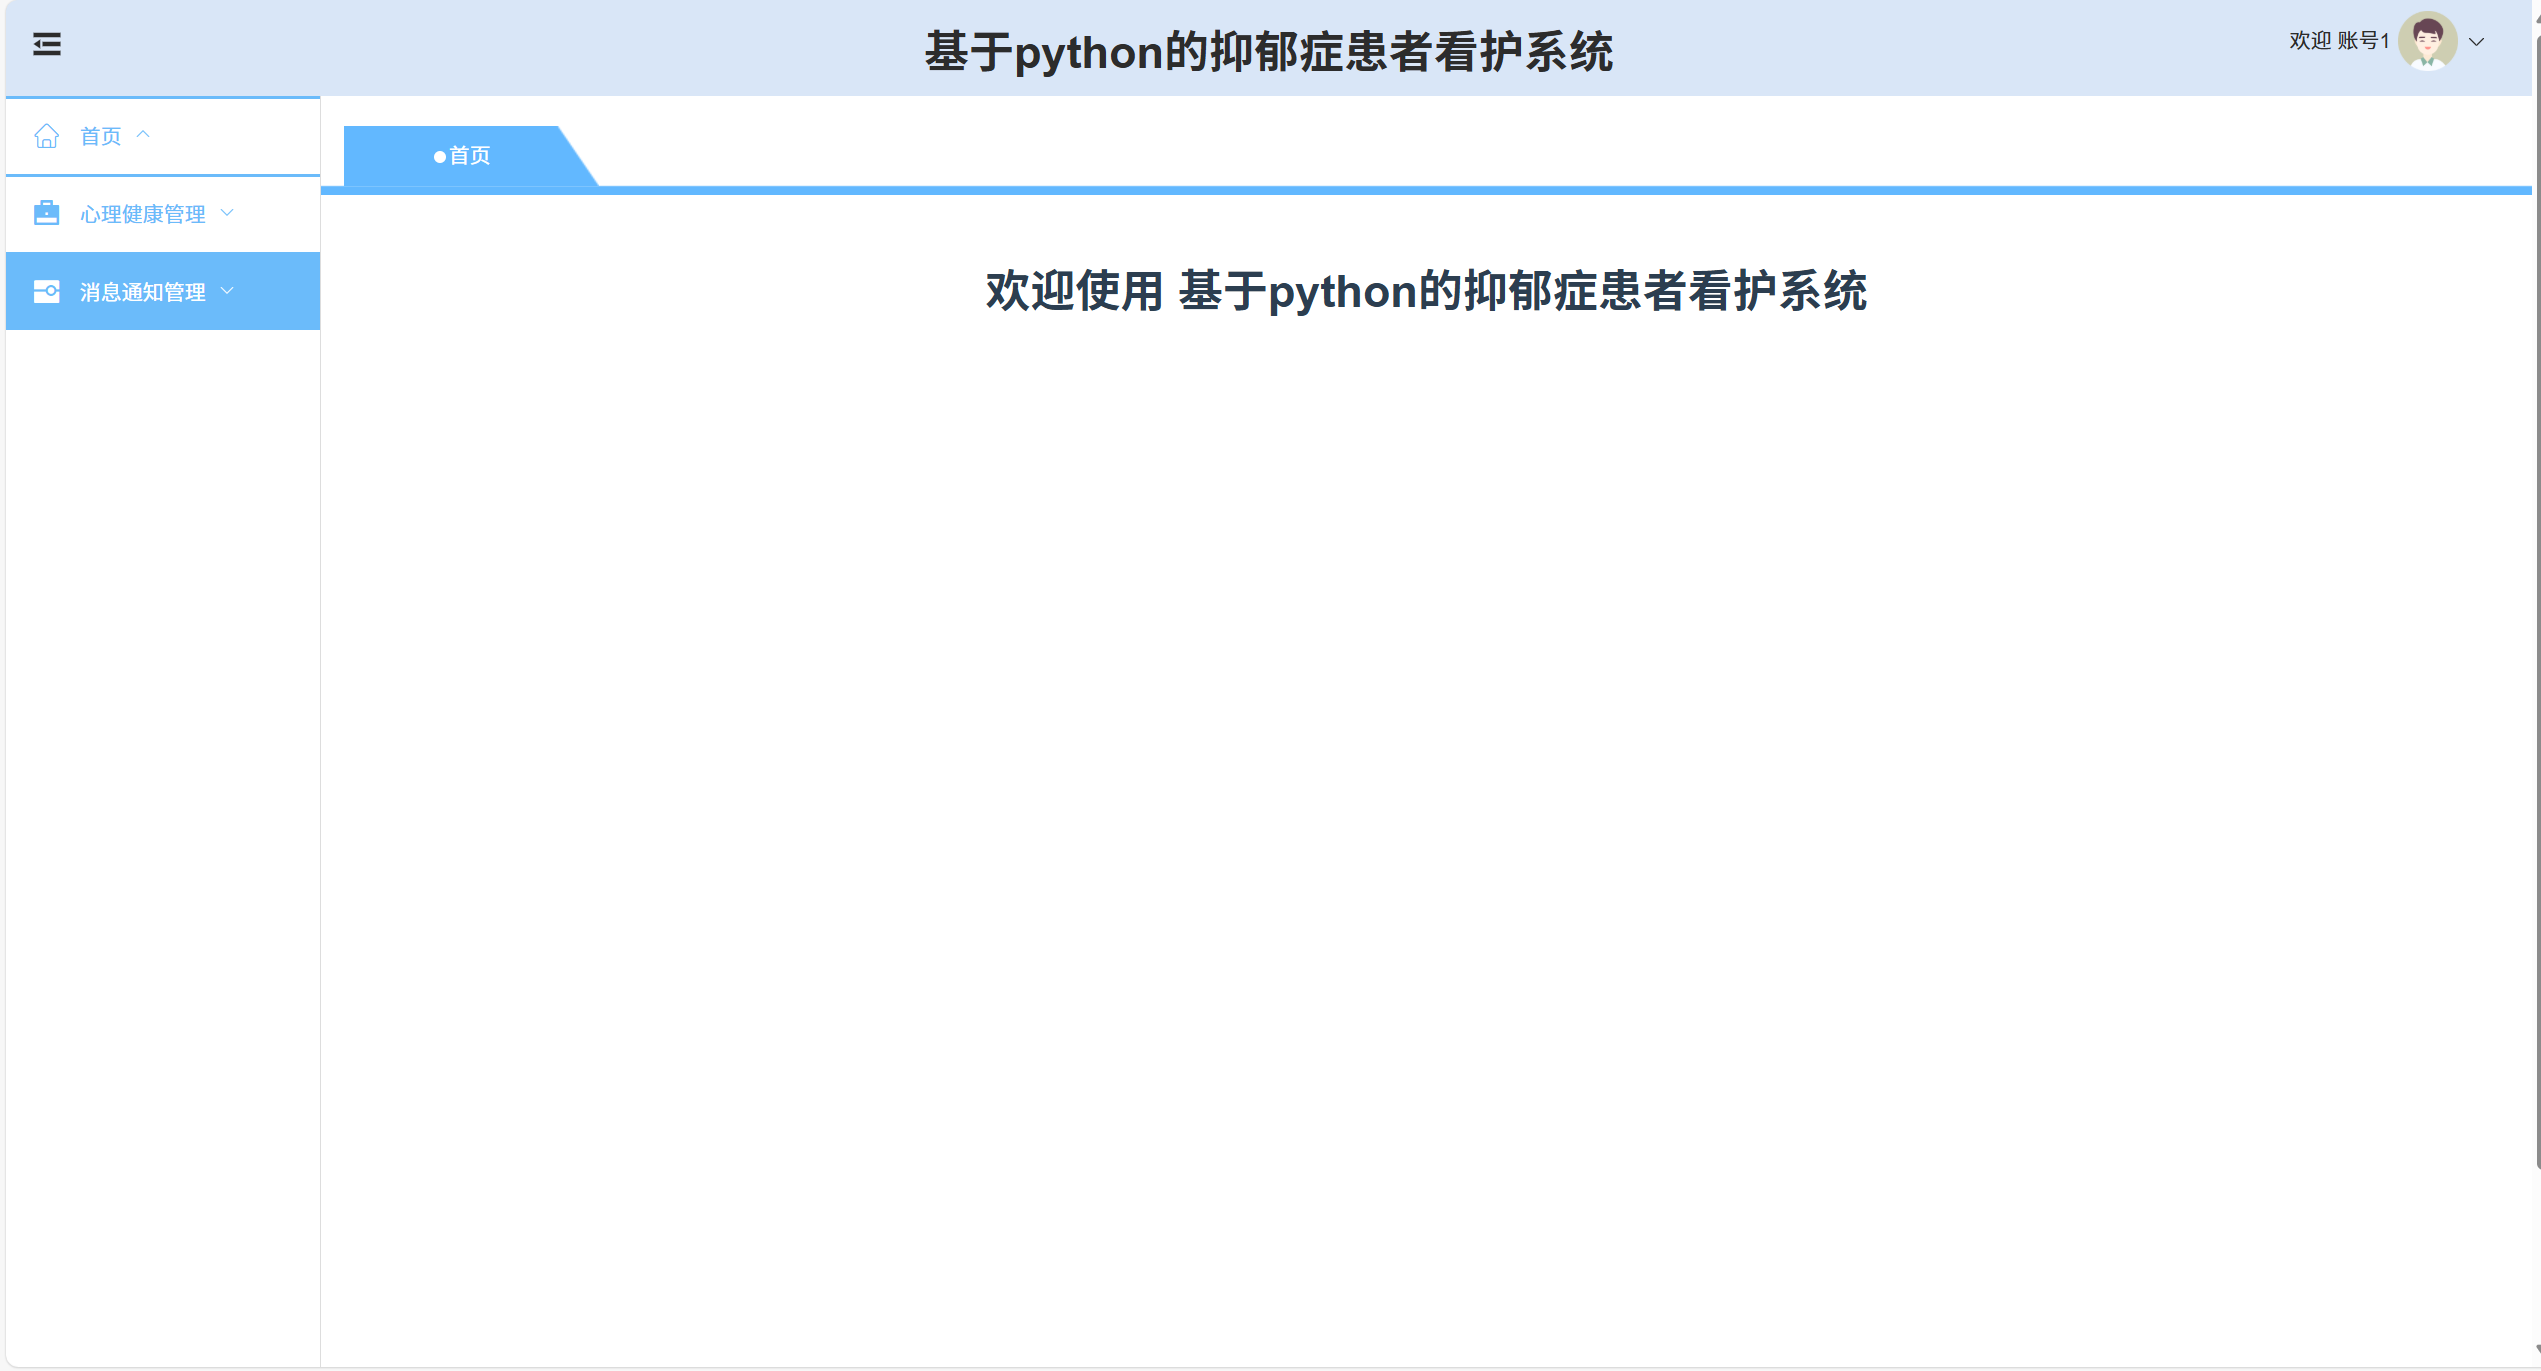 基于python的抑郁症患者看护系统
欢迎 账号1
首页
心理健康管理
消息通知管理
首页
欢迎使用 基于python的抑郁症患者看护系统